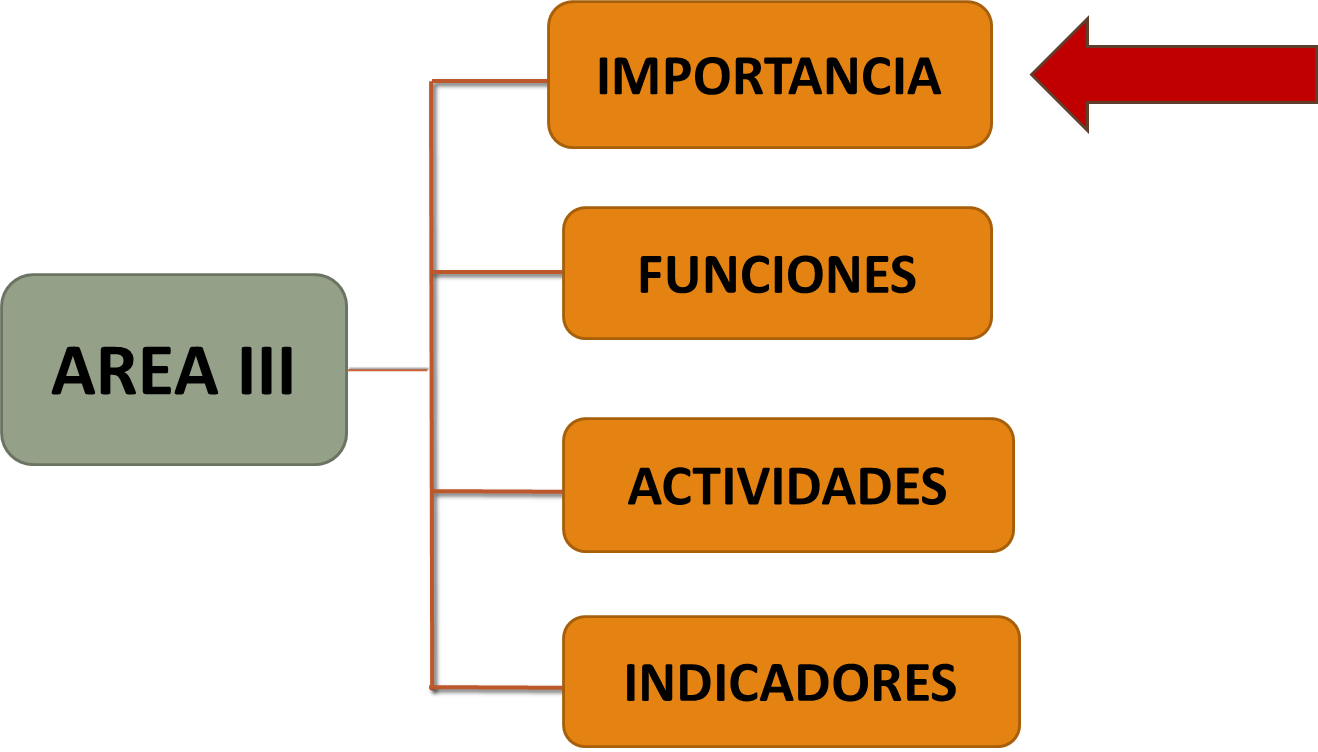 IMPORTANCIA
FUNCIONES
AREA III
ACTIVIDADES
INDICADORES